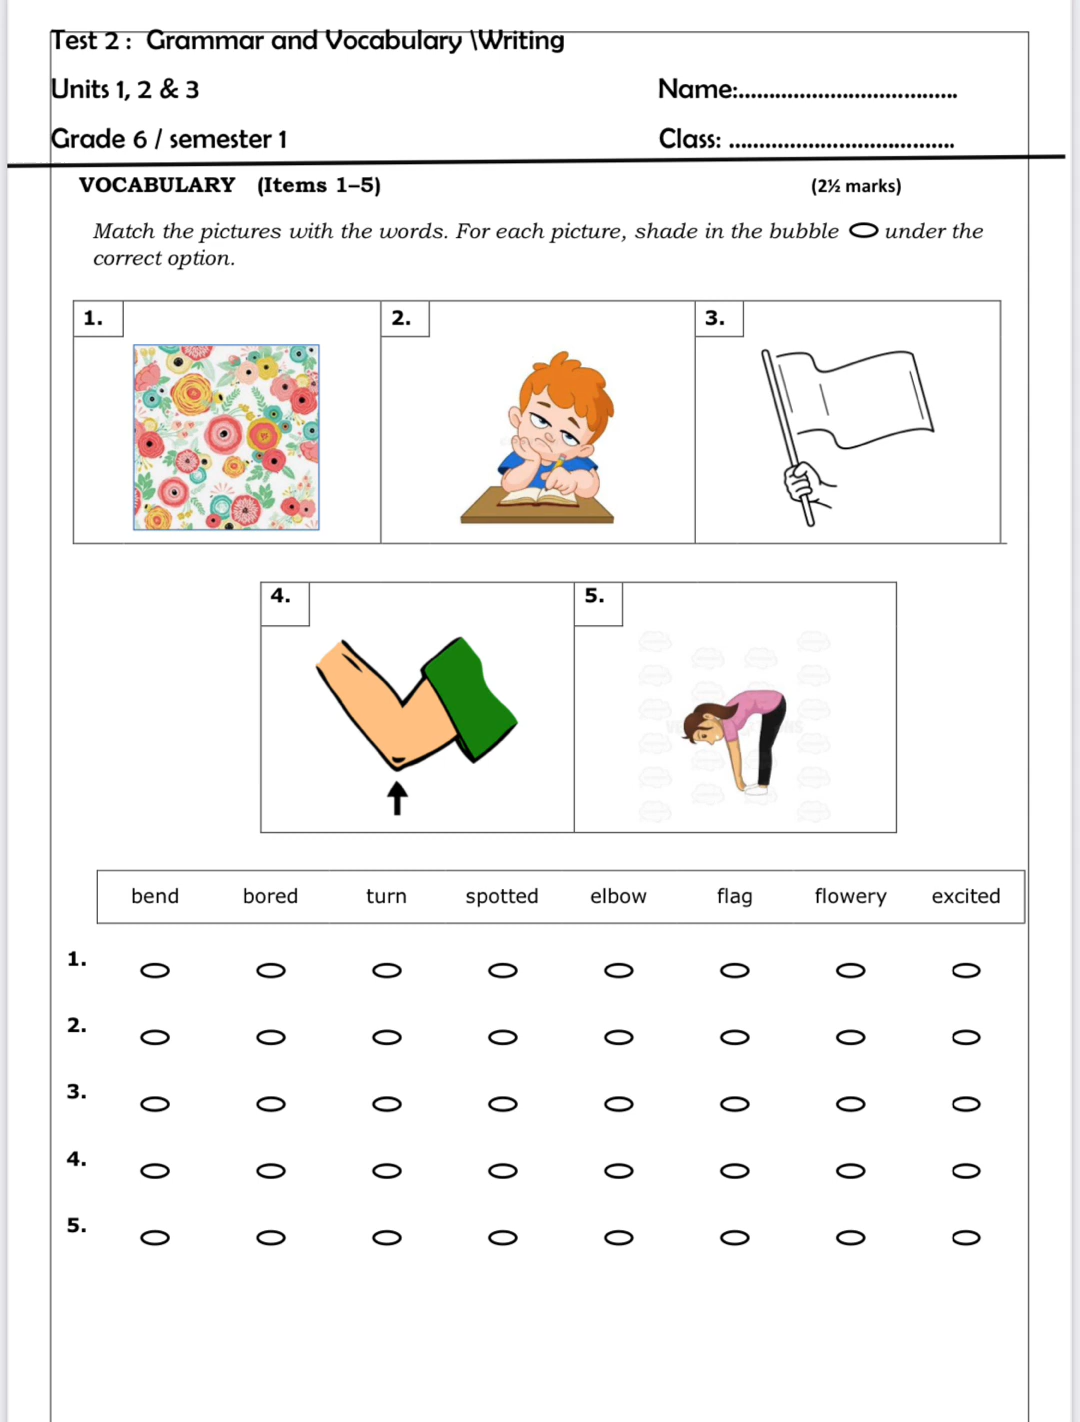 Test 2 :  Grammar and Vocabulary \Writing
Units 1, 2 & 3
Name:....................................
Grade 6 / semester 1
Class: .....................................
VOCABULARY   (Items 1–5)
(2½ marks)
Match the pictures with the words. For each picture, shade in the bubble under the
correct option.
1.
2.
3.
4.
5.
bend bored turn spotted elbow flag flowery excited
1.
2.
3.
4.
5.